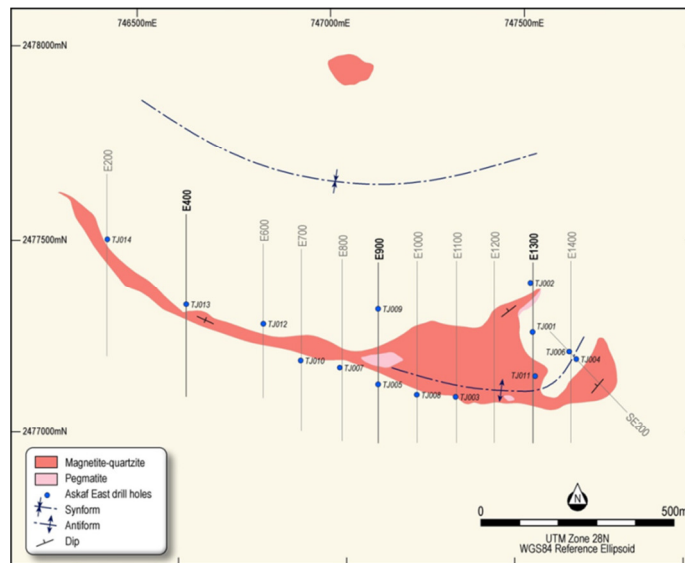 746500mE
747000mE
747500mE
2478000mN
2477500mN
2477000mN
E200
E400
E600
E700
E800
E900
E1000
E1100
E1200
E1300
E1400
TJ014
TJ013
TJ012
TJ010
TJ007
TJ009
TJ005
TJ008
TJ003
TJ002
TJ001
TJ006
TJ004
TJ011
SE200
Magnetite-quartzite
Pegmatite
Askaf East drill holes
Synform
Antiform
Dip
N
0 500m
UTM Zone 28N
WGS84 Reference Ellipsoid